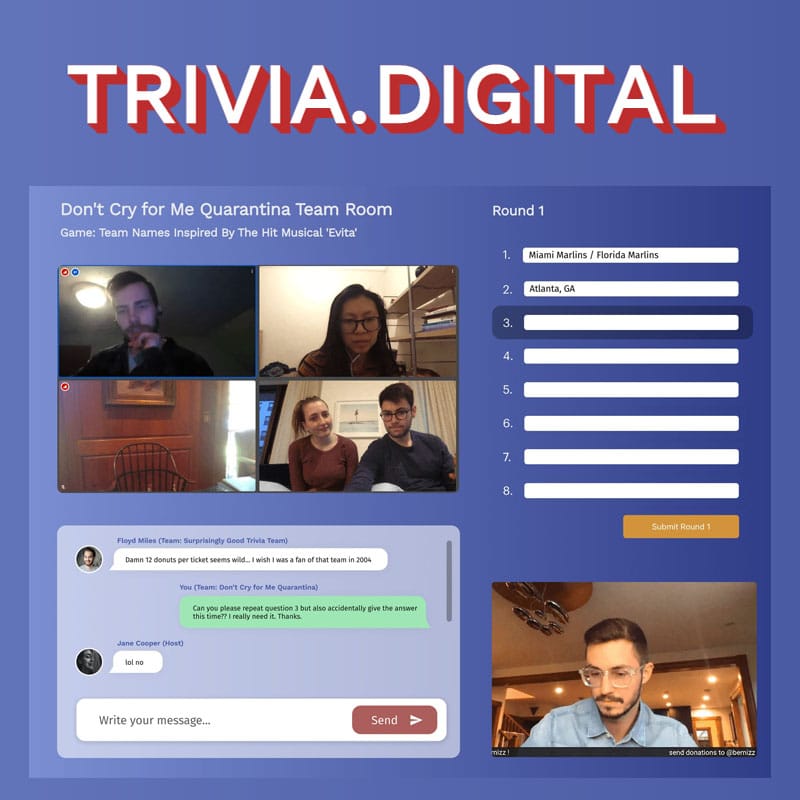 TRIVIA.DIGITAL
Don't Cry for Me Quarantina Team Room
Game: Team Names Inspired By The Hit Musical 'Evita'
Round 1
1. Miami Marlins / Florida Marlins
2. Atlanta, GA
3.
4.
5.
6.
7.
8.
Submit Round 1
Floyd Miles (Team: Surprisingly Good Trivia Team)
Damn 12 donuts per ticket seems wild... I wish I was a fan of that team in 2004
You (Team: Don't Cry for Me Quarantina)
Can you please repeat question 3 but also accidentally give the answer
this time?? I really need it. Thanks.
Jane Cooper (Host)
lol no
Write your message...
Send
mizz !
send donations to @bernizz